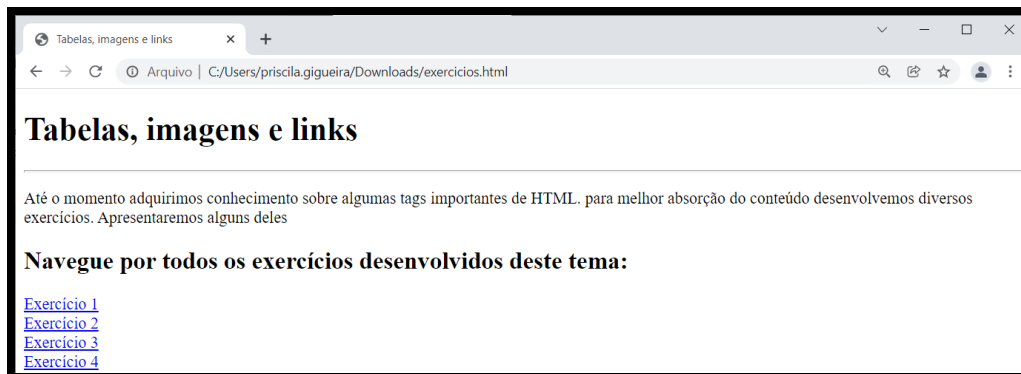 Tabelas, imagens e links
Arquivo | C:/Users/priscila.gigueira/Downloads/exercicios.html
Tabelas, imagens e links
Até o momento adquirimos conhecimento sobre algumas tags importantes de HTML. para melhor absorção do conteúdo desenvolvemos diversos
exercícios. Apresentaremos alguns deles
Navegue por todos os exercícios desenvolvidos deste tema:
Exercício 1
Exercício 2
Exercício 3
Exercício 4